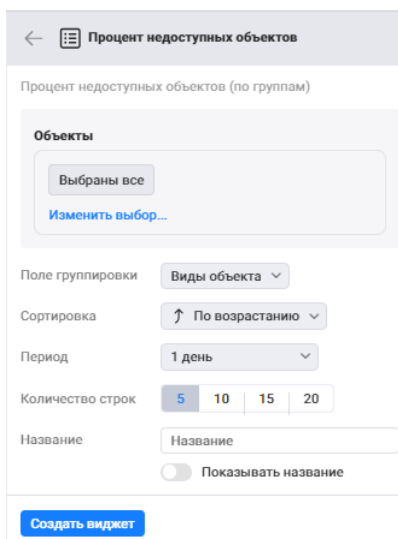 Процент недоступных объектов
Процент недоступных объектов (по группам)
Объекты
Выбраны все
Изменить выбор...
Поле группировки Виды объекта
Сортировка По возрастанию
Период 1 день
Количество строк 5 10 15 20
Название Название
Показывать название
Создать виджет